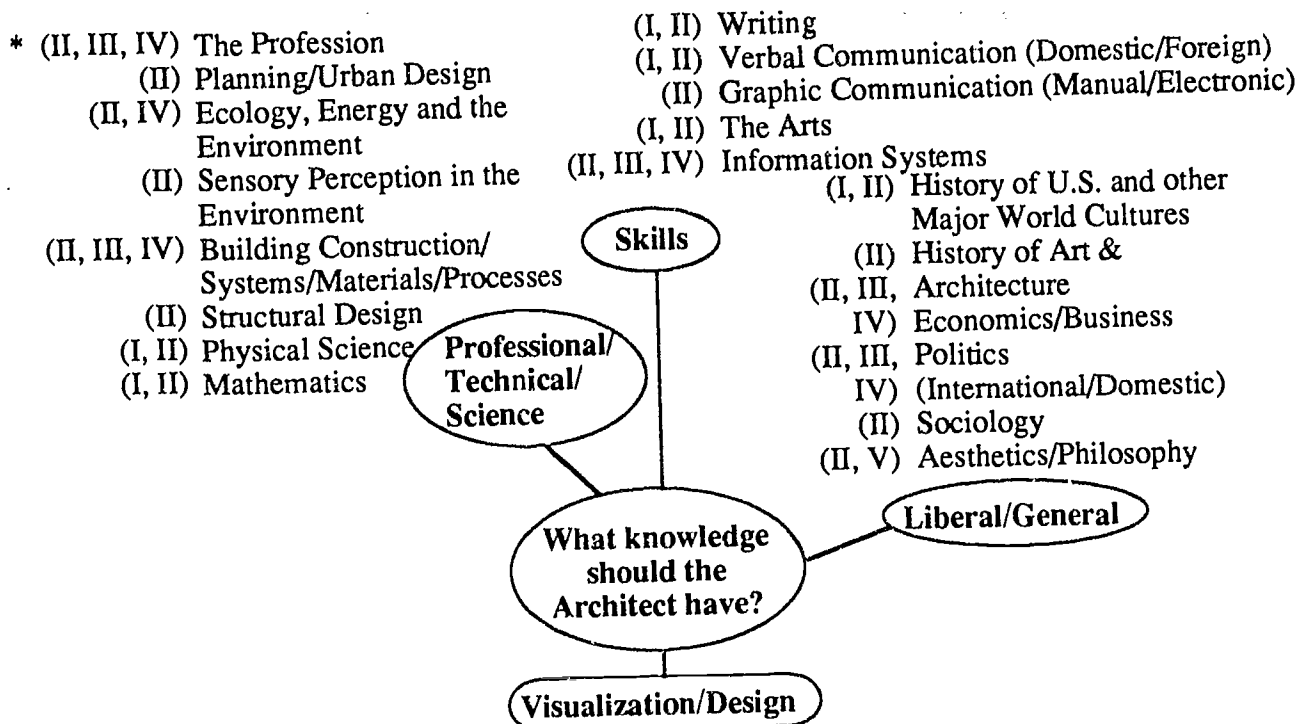 * (II, III, IV) The Profession
(II) Planning/Urban Design
(II, IV) Ecology, Energy and the
Environment
(II) Sensory Perception in the
Environment
(II, III, IV) Building Construction/
Systems/Materials/Processes
(II) Structural Design
(I, II) Physical Science
(I, II) Mathematics
Professional/
Technical/
Science
(I, II) Writing
(I, II) Verbal Communication (Domestic/Foreign)
(II) Graphic Communication (Manual/Electronic)
(I, II) The Arts
(II, III, IV) Information Systems
Skills
(I, II) History of U.S. and other
Major World Cultures
(II) History of Art &
(II, III, Architecture
IV) Economics/Business
(II, III, Politics
IV) (International/Domestic)
(II) Sociology
(II, V) Aesthetics/Philosophy
Liberal/General
What knowledge
should the
Architect have?
Visualization/Design